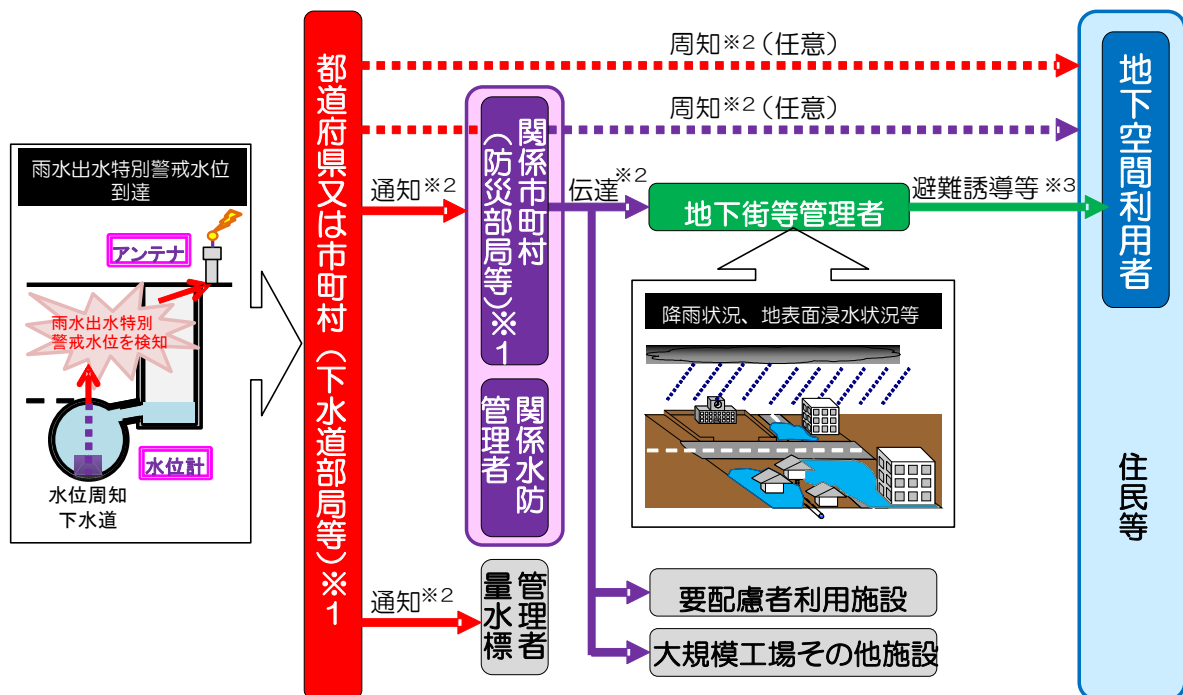 雨水出水特別警戒水位
到達
アンテナ
雨水出水特別
警戒水位を検知
水位計
水位周知
下水道
都道府県又は市町村（下水道部局等）※1
周知※2（任意）
周知※2（任意）
通知※2
関係市町村
（防災部局等）※1
関係水防
管理者
伝達※2
地下街等管理者
避難誘導等 ※3
降雨状況、地表面浸水状況等
通知※2
量水標
管理者
要配慮者利用施設
大規模工場その他施設
地下空間利用者
住民等